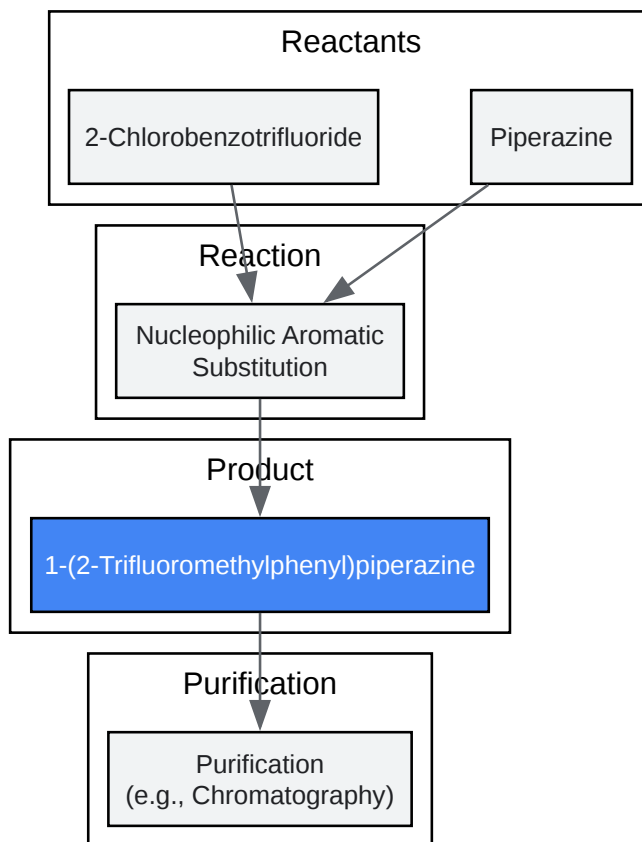 Reactants
2-Chlorobenzotrifluoride
Piperazine
Reaction
Nucleophilic Aromatic
Substitution
Product
1-(2-Trifluoromethylphenyl)piperazine
Purification
Purification
(e.g., Chromatography)